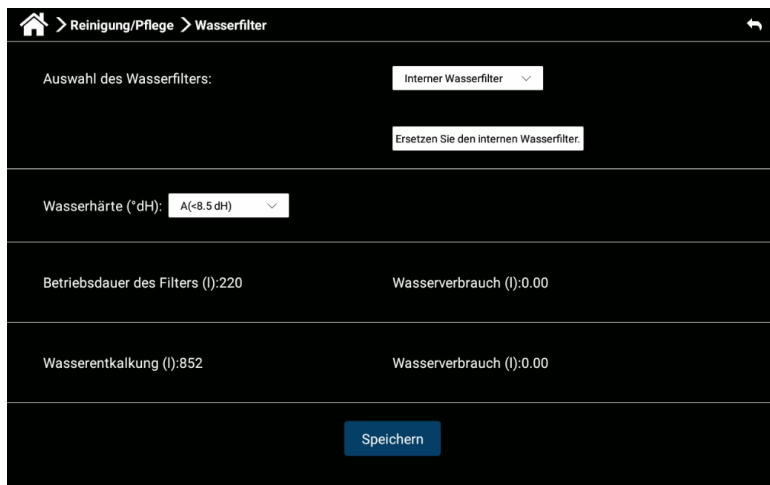 Reinigung/Pflege Wasserfilter
Auswahl des Wasserfilters: Interner Wasserfilter
Ersetzen Sie den internen Wasserfilter.
Wasserhärte (°dH): A(<8.5 dH)
Betriebsdauer des Filters (l):220 Wasserverbrauch (l):0.00
Wasserentkalkung (l):852 Wasserverbrauch (l):0.00
Speichern